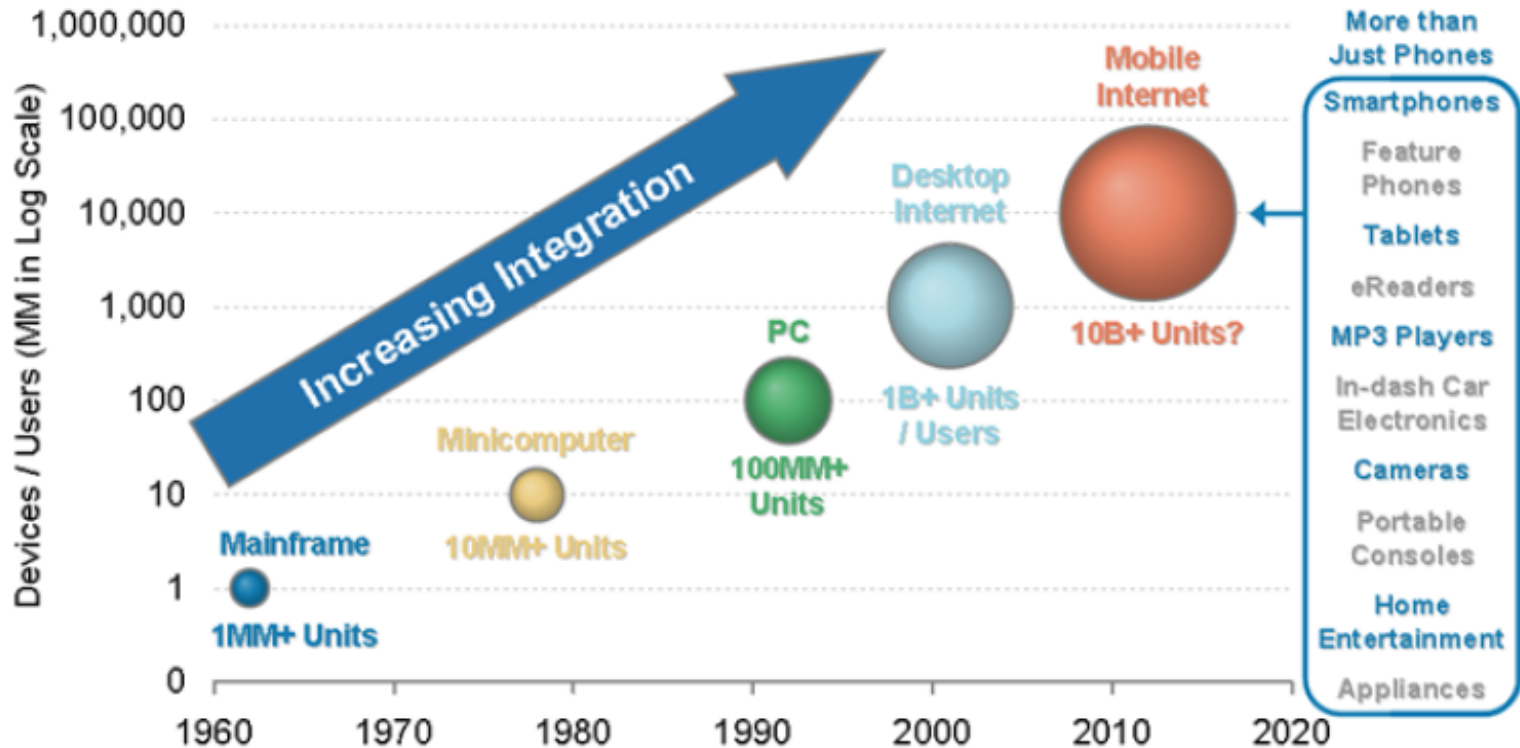 Devices / Users (MM in Log Scale)
1,000,000
100,000
10,000
1,000
100
10
1
0
1960
1970
1980
1990
2000
2010
2020
Increasing Integration
Mainframe
1MM+ Units
Minicomputer
10MM+ Units
PC
100MM+
Units
Desktop
Internet
1B+ Units
/ Users
Mobile
Internet
10B+ Units?
More than
Just Phones
Smartphones
Feature
Phones
Tablets
eReaders
MP3 Players
In-dash Car
Electronics
Cameras
Portable
Consoles
Home
Entertainment
Appliances